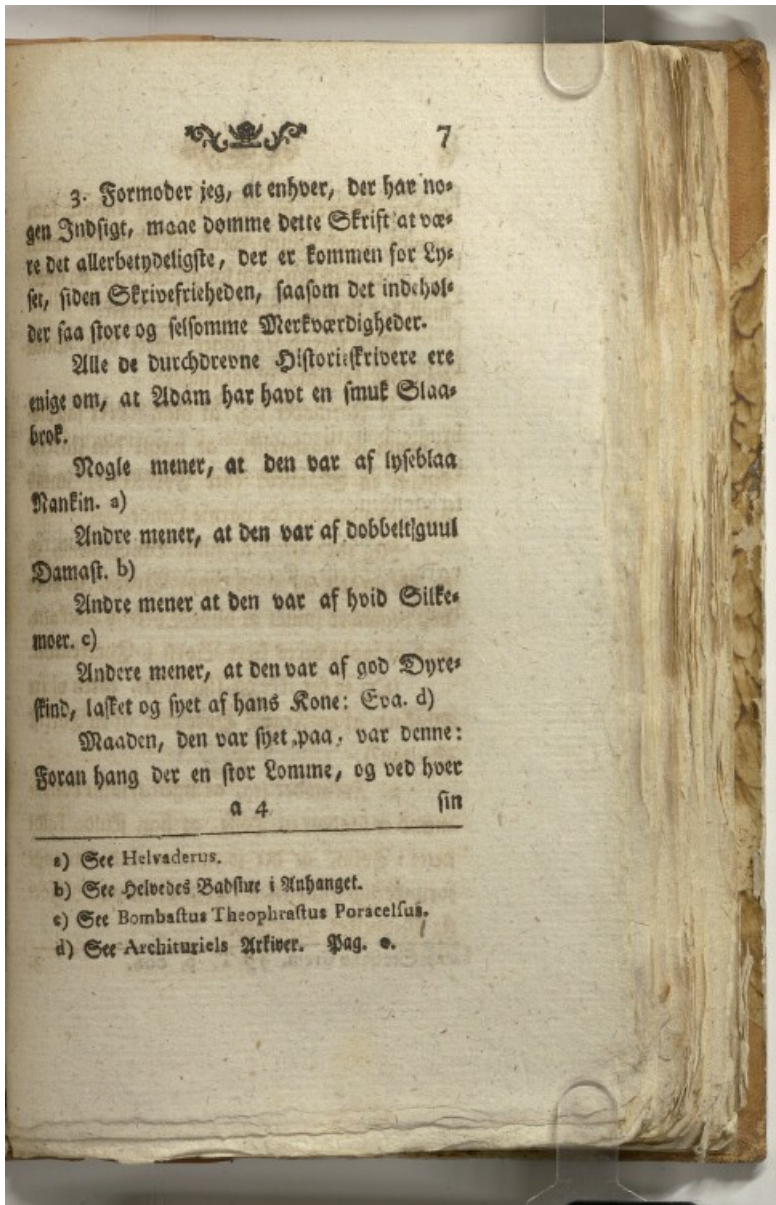 7
3. Formoder jeg, at enhver, der har no-
gen Indsigt, maae dømme dette Skrift at væ-
re det allerbetydeligste, der er kommen for Ly-
set, siden Skrivefrieheden, saasom det indehol-
der saa store og selsomme Merkværdigheder.
Alle de durchdrevne Historieskrivere ere
enige om, at Adam har havt en smuk Slaa-
brok.
Nogle mener, at den var af lyseblaa
Nankin. a)
Andre mener, at den var af dobbeltguul
Damast. b)
Andre mener at den var af hvid Silke-
moer. c)
Andere mener, at den var af god Dyre-
skind, lasket og syet af hans Kone: Eva. d)
Maaden, den var syet paa, var denne:
Foran hang der en stor Lomme, og ved hver
a 4 sin
a) See Helvaderus.
b) See Helvedes Badstue i Anhanget.
c) See Bombastus Theophrastus Poracelsus.
d) See Archituriels Arkiver. Pag. 0.